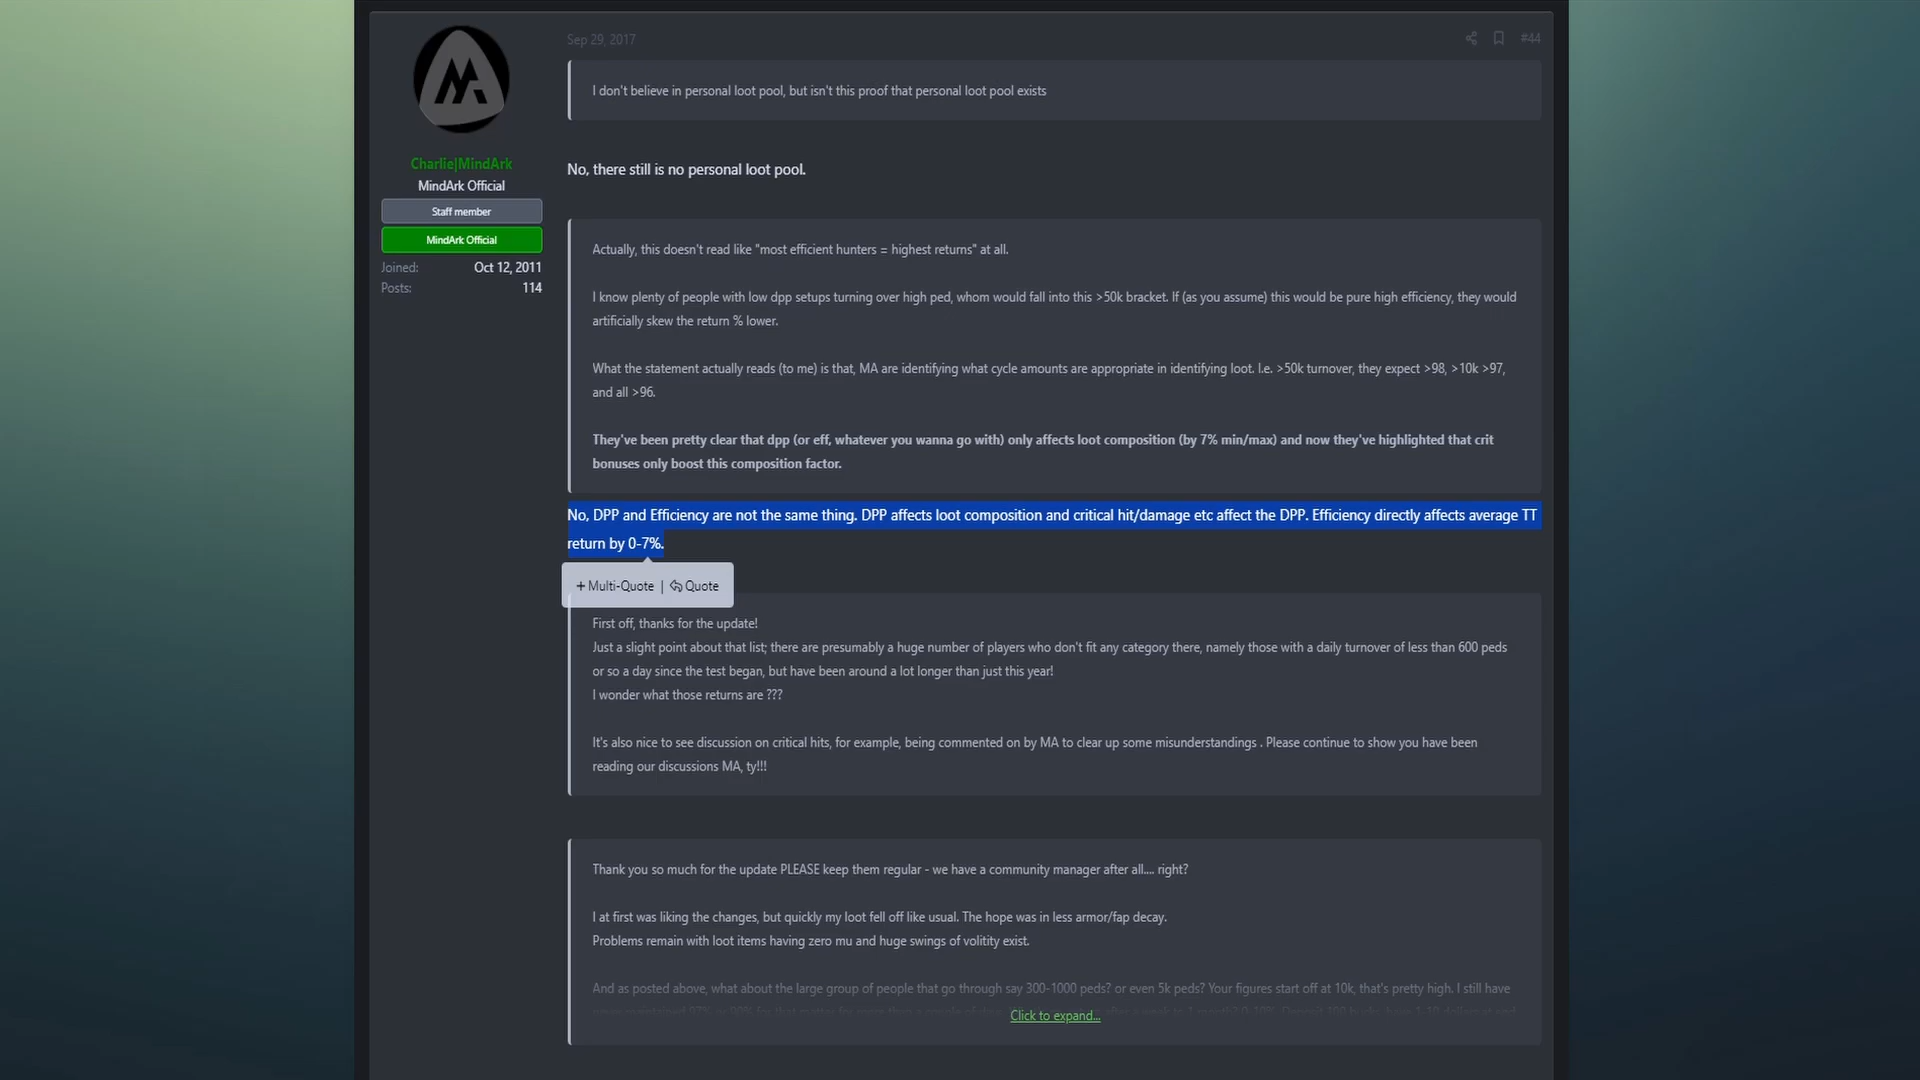 Sep 29, 2017
#44
I don't believe in personal loot pool, but isn't this proof that personal loot pool exists
Charlie|MindArk
MindArk Official
Staff member
MindArk Official
Joined: Oct 12, 2011
Posts: 114
No, there still is no personal loot pool.
Actually, this doesn't read like "most efficient hunters = highest returns" at all.
I know plenty of people with low dpp setups turning over high ped, whom would fall into this >50k bracket. If (as you assume) this would be pure high efficiency, they would
artificially skew the return % lower.
What the statement actually reads (to me) is that, MA are identifying what cycle amounts are appropriate in identifying loot. I.e. >50k turnover, they expect >98, >10k >97,
and all >96.
They've been pretty clear that dpp (or eff, whatever you wanna go with) only affects loot composition (by 7% min/max) and now they've highlighted that crit
bonuses only boost this composition factor.
No, DPP and Efficiency are not the same thing. DPP affects loot composition and critical hit/damage etc affect the DPP. Efficiency directly affects average TT
return by 0-7%.
+ Multi-Quote | Quote
First off, thanks for the update!
Just a slight point about that list; there are presumably a huge number of players who don't fit any category there, namely those with a daily turnover of less than 600 peds
or so a day since the test began, but have been around a lot longer than just this year!
I wonder what those returns are ???
It's also nice to see discussion on critical hits, for example, being commented on by MA to clear up some misunderstandings . Please continue to show you have been
reading our discussions MA, ty!!!
Thank you so much for the update PLEASE keep them regular - we have a community manager after all.... right?
I at first was liking the changes, but quickly my loot fell off like usual. The hope was in less armor/fap decay.
Problems remain with loot items having zero mu and huge swings of volitity exist.
And as posted above, what about the large group of people that go through say 300-1000 peds? or even 5k peds? Your figures start off at 10k, that's pretty high. I still have
Click to expand...